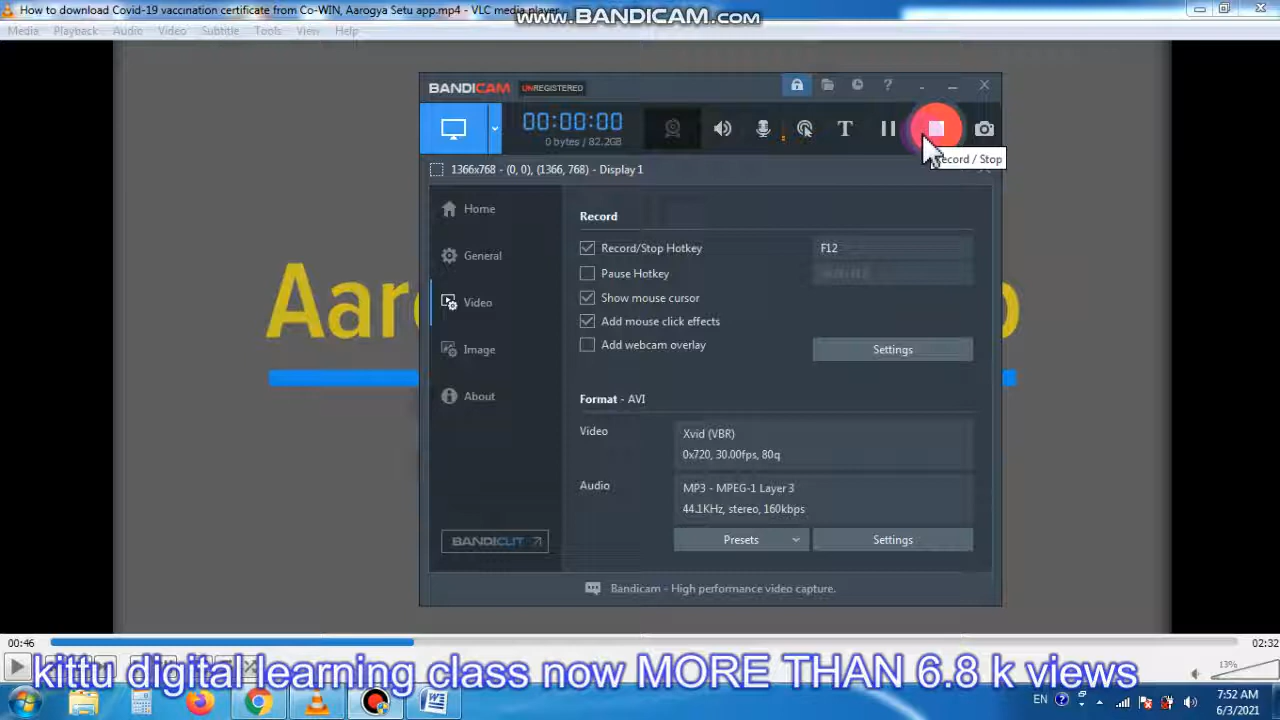 How to download Covid-19 vaccination certificate from Co-WIN, Aarogya Setu app.mp4 - VLC media player
www.BANDICAM.com
Media Playback Audio Video Subtitle Tools View Help
BANDICAM UNREGISTERED
00:00:00
0 bytes / 82.2GB
Record / Stop
1366x768 - (0, 0), (1366, 768) - Display 1
Home
General
Video
Image
About
BANDICUT
Record
Record/Stop Hotkey F12
Pause Hotkey
Show mouse cursor
Add mouse click effects
Add webcam overlay
Settings
Format - AVI
Video
Xvid (VBR)
0x720, 30.00fps, 80q
Audio
MP3 - MPEG-1 Layer 3
44.1KHz, stereo, 160kbps
Presets Settings
Bandicam - High performance video capture.
00:46 02:32
13%
kittu digital learning class now MORE THAN 6.8 k views
EN
7:52 AM
6/3/2021